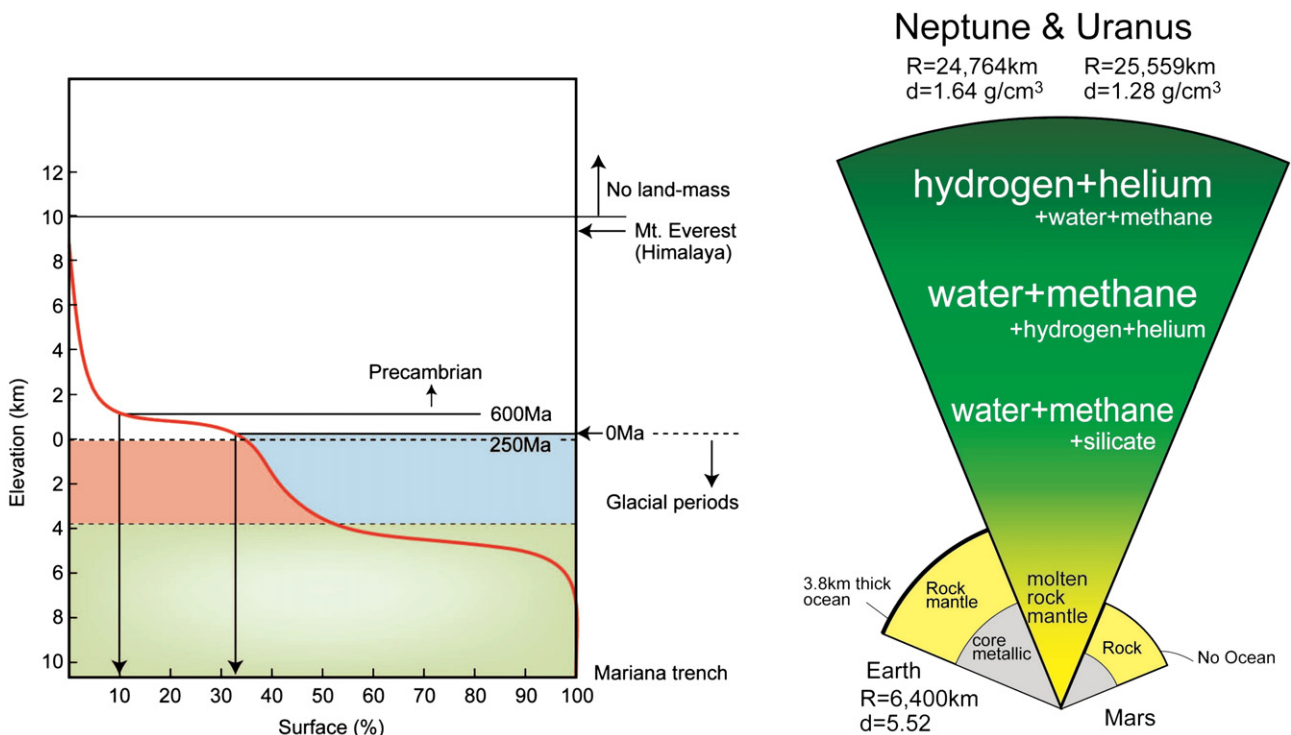 12
10
8
6
4
2
0
2
4
6
8
10
Elevation (km)
No land-mass
Mt. Everest
(Himalaya)
Precambrian
600Ma
250Ma
0Ma
Glacial periods
Mariana trench
10 20 30 40 50 60 70 80 90 100
Surface (%)
Neptune & Uranus
R=24,764km R=25,559km
d=1.64 g/cm³ d=1.28 g/cm³
hydrogen+helium
+water+methane
water+methane
+hydrogen+helium
water+methane
+silicate
molten
rock
mantle
3.8km thick
ocean
Rock
mantle
core
metallic
Earth
R=6,400km
d=5.52
Rock
No Ocean
Mars